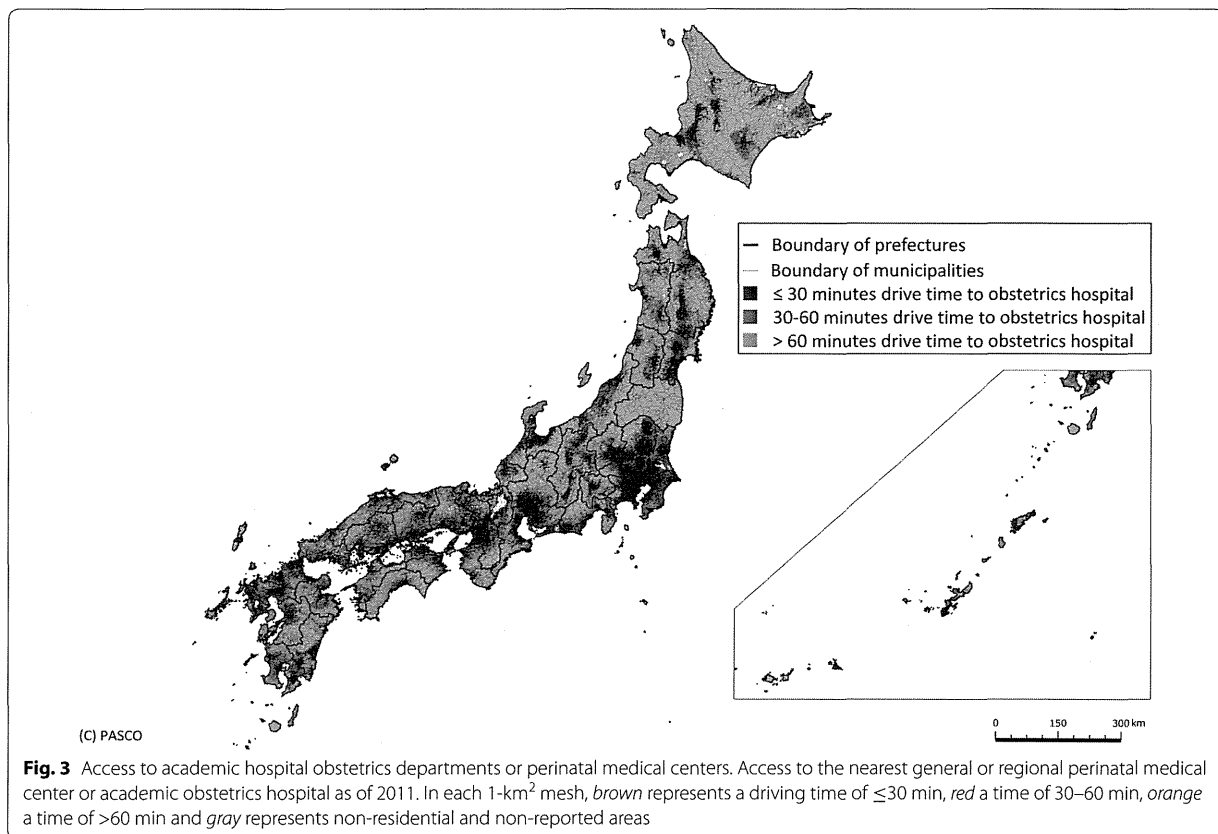 — Boundary of prefectures
Boundary of municipalities
≤ 30 minutes drive time to obstetrics hospital
30-60 minutes drive time to obstetrics hospital
> 60 minutes drive time to obstetrics hospital
(C) PASCO
0 150 300 km
Fig. 3 Access to academic hospital obstetrics departments or perinatal medical centers. Access to the nearest general or regional perinatal medical
center or academic obstetrics hospital as of 2011. In each 1-km² mesh, brown represents a driving time of ≤30 min, red a time of 30–60 min, orange
a time of >60 min and gray represents non-residential and non-reported areas